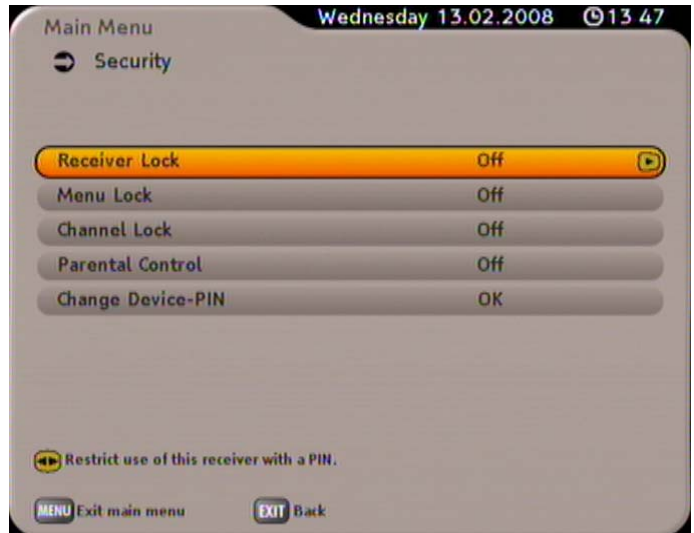 Main Menu
Wednesday 13.02.2008 13 47
Security
Receiver Lock Off
Menu Lock Off
Channel Lock Off
Parental Control Off
Change Device-PIN OK
Restrict use of this receiver with a PIN.
MENU Exit main menu EXIT Back